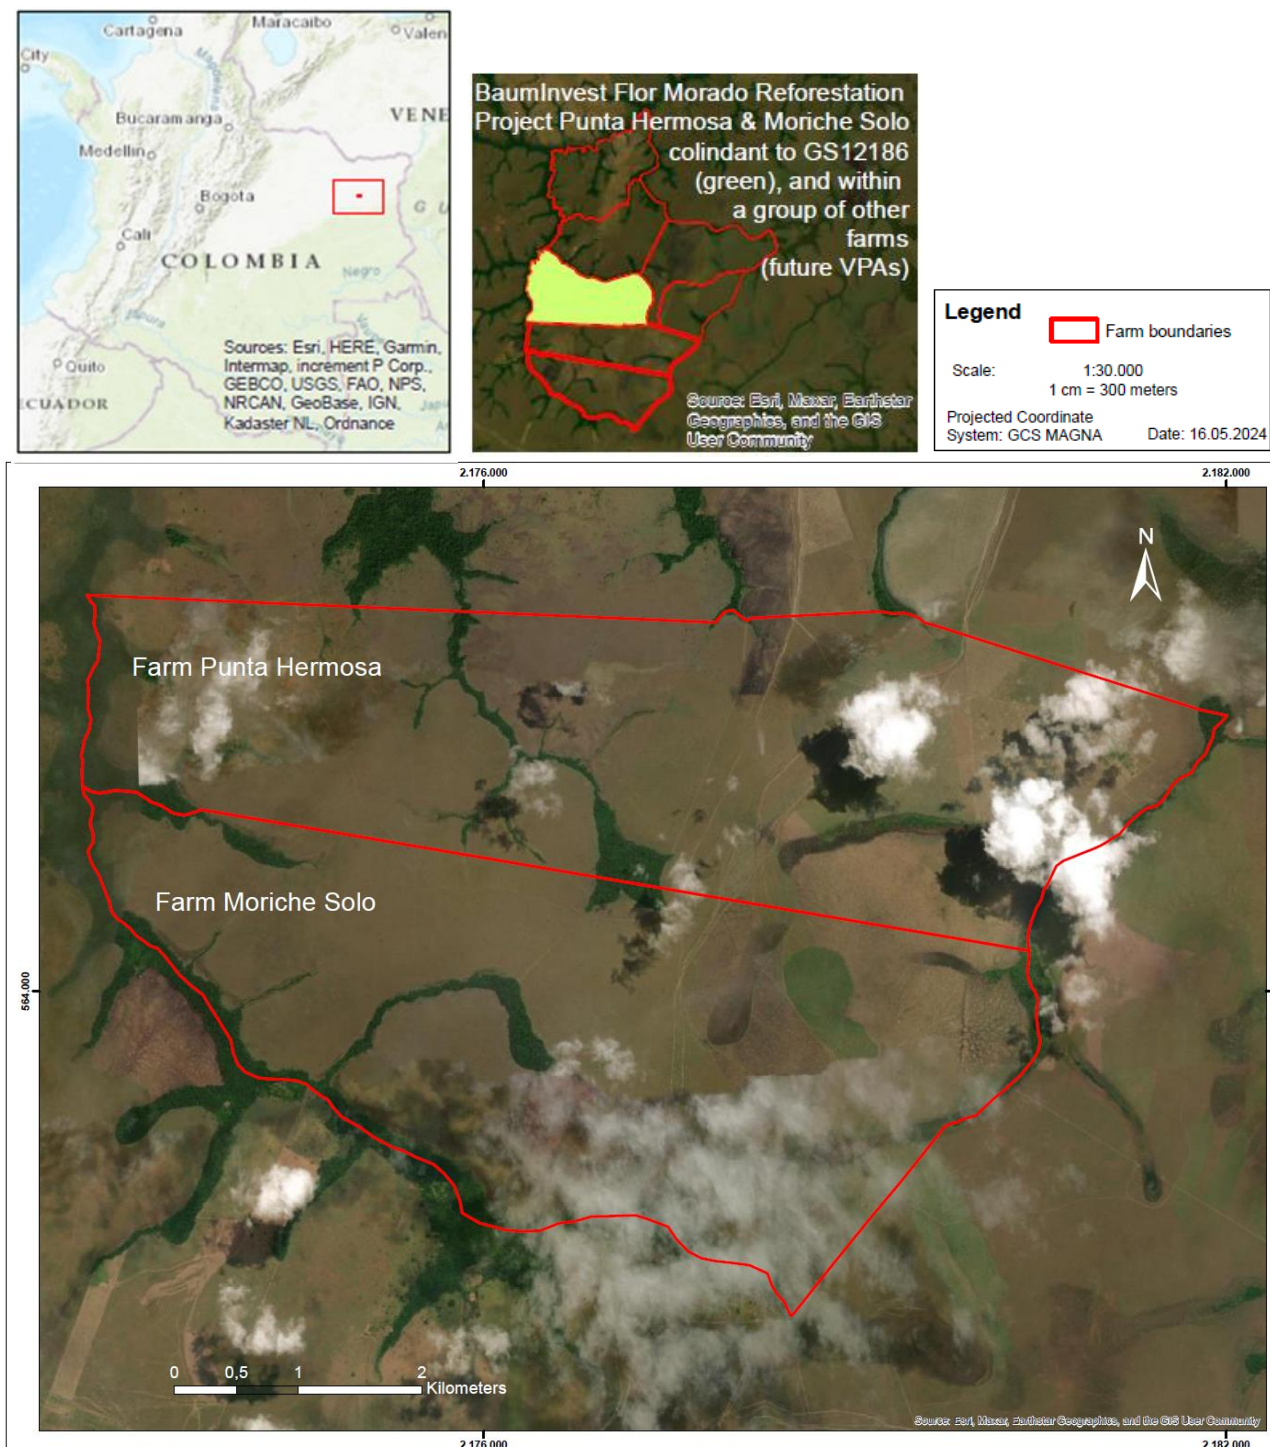 Cartagena
Maracaibo
Valen
City
Magdalena
Bucaramanga
VENE
Medellin
Bogota
G U
Cali
COLOMBIA
Negro
Japura
Vaupes
Quito
ECUADOR
Sources: Esri, HERE, Garmin,
Intermap, increment P Corp.,
GEBCO, USGS, FAO, NPS,
NRCAN, GeoBase, IGN,
Kadaster NL, Ordnance
BaumInvest Flor Morado Reforestation
Project Punta Hermosa & Moriche Solo
colindant to GS12186
(green), and within
a group of other
farms
(future VPAs)
Source: Esri, Maxar, Earthstar
Geographics, and the GIS
User Community
Legend
Farm boundaries
Scale: 1:30.000
1 cm = 300 meters
Projected Coordinate
System: GCS MAGNA Date: 16.05.2024
2.176.000 2.182.000
N
Farm Punta Hermosa
Farm Moriche Solo
564.000
0 0,5 1 2
Kilometers
Source: Esri, Maxar, Earthstar Geographics, and the GIS User Community
2.176.000 2.182.000